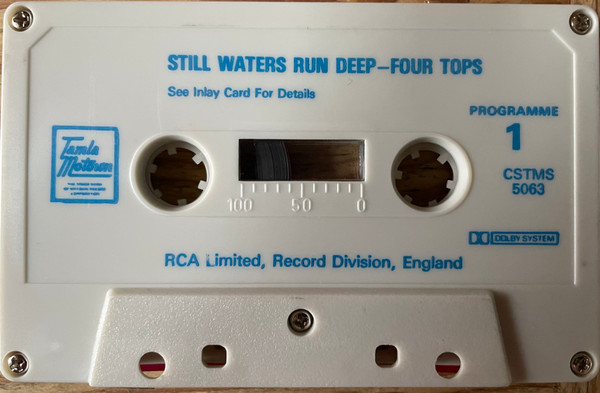 STILL WATERS RUN DEEP–FOUR TOPS
See Inlay Card For Details
PROGRAMME
1
Tamla
Motown
CSTMS
5063
100 50 0
DOLBY SYSTEM
RCA Limited, Record Division, England